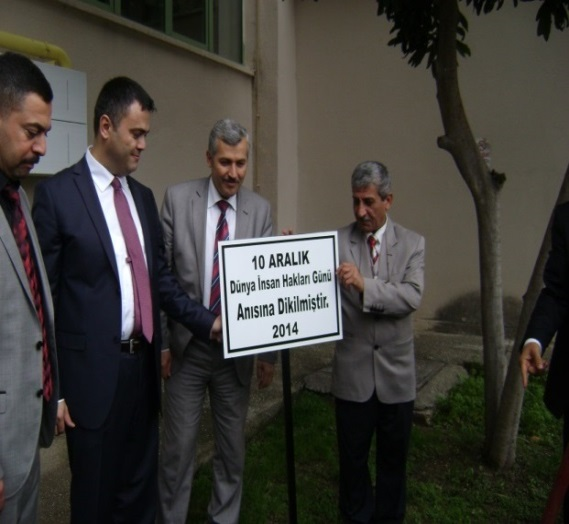 10 ARALIK
Dünya İnsan Hakları Günü
Anısına Dikilmiştir.
2014